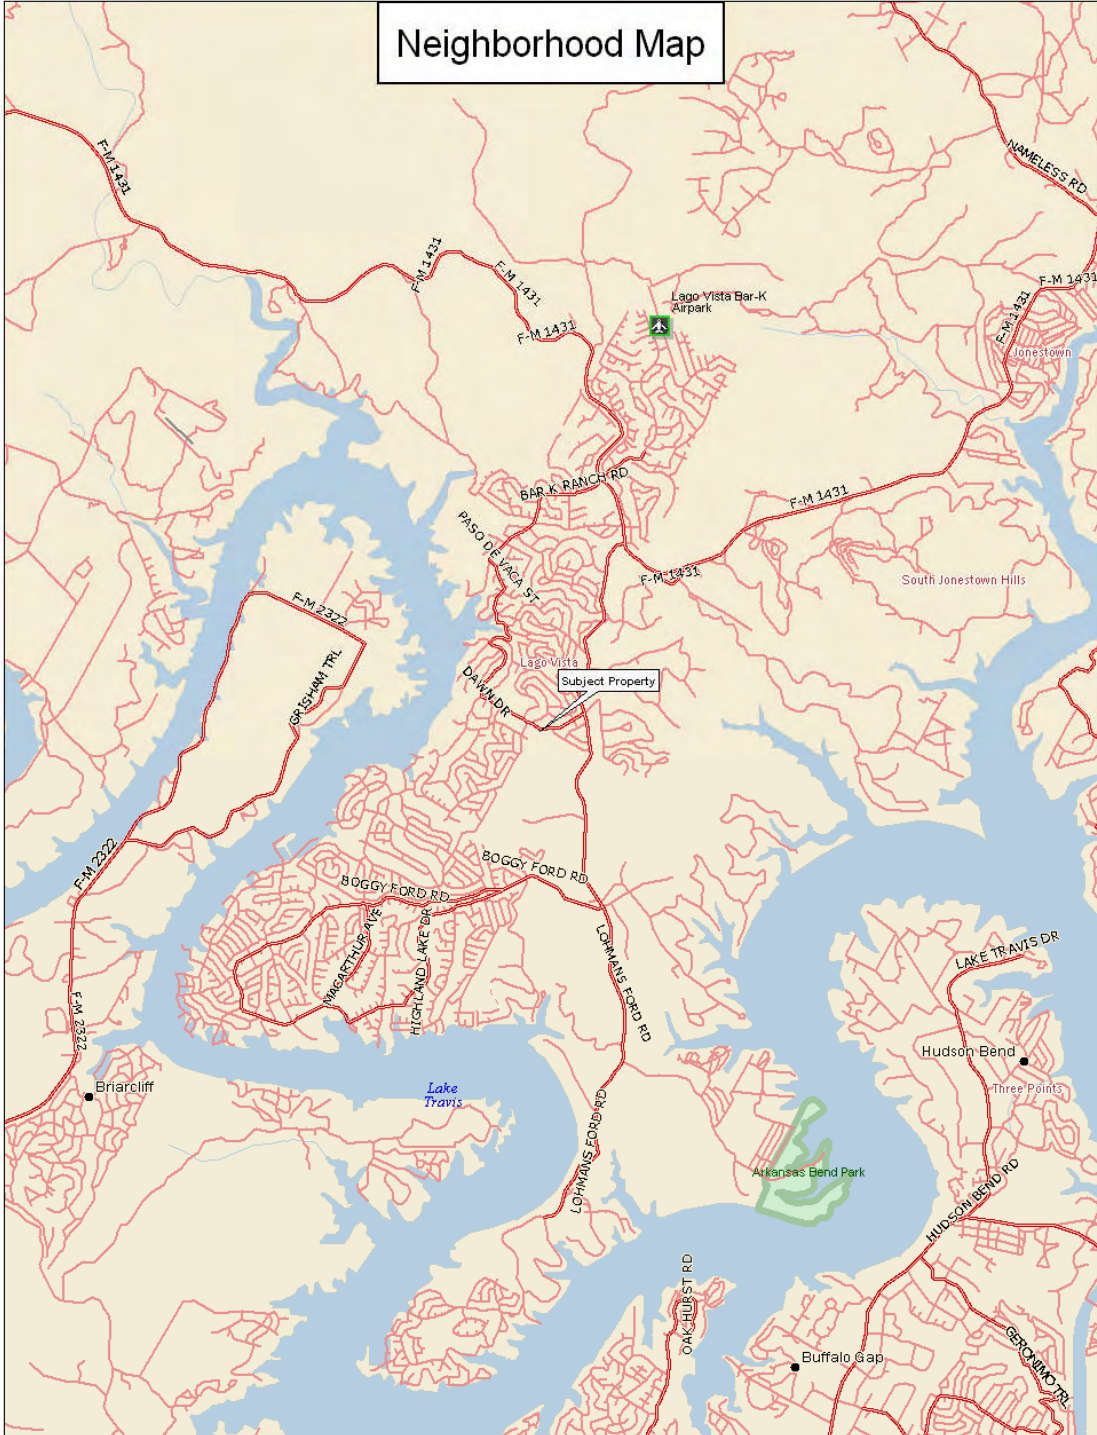 Neighborhood Map
F-M 1431
NAMELESS RD
F-M 1431
F-M 1431
F-M 1431
F-M 1431
F-M 1431
Lago Vista Bar-K
Airpark
Jonestown
BAR K RANCH RD
F-M 1431
PASO DE VACA ST
F-M 1431
South Jonestown Hills
F-M 2322
GRISHAM TRL
Lago Vista
DAWN DR
Subject Property
F-M 2322
BOGGY FORD RD
BOGGY FORD RD
MACARTHUR AVE
HIGHLAND LAKE DR
LOHMANS FORD RD
LAKE TRAVIS DR
F-M 2322
Hudson Bend
Briarcliff
Lake
Travis
Three Points
LOHMANS FORD RD
Arkansas Bend Park
HUDSON BEND RD
OAK HURST RD
Buffalo Gap
GERONIMO TRL